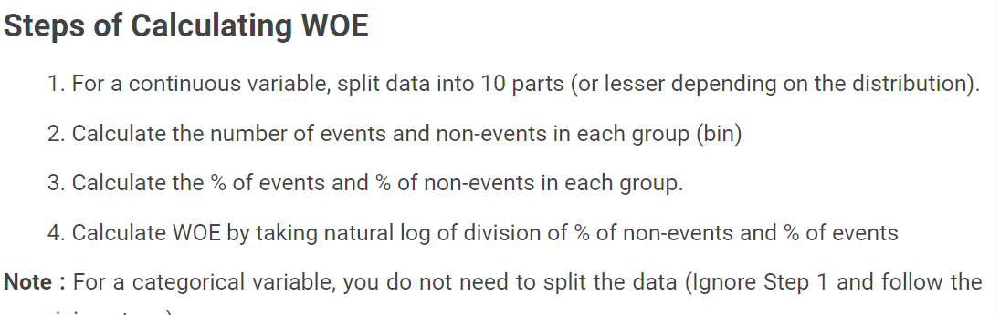 Steps of Calculating WOE
1. For a continuous variable, split data into 10 parts (or lesser depending on the distribution).
2. Calculate the number of events and non-events in each group (bin)
3. Calculate the % of events and % of non-events in each group.
4. Calculate WOE by taking natural log of division of % of non-events and % of events
Note : For a categorical variable, you do not need to split the data (Ignore Step 1 and follow the